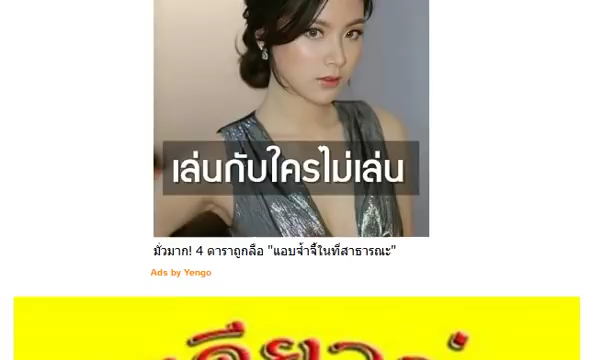 เล่นกับใครไม่เล่น
มั่วมาก! 4 ดาราถูกลือ "แอบจ้ำจี้ในที่สาธารณะ"
Ads by Yengo